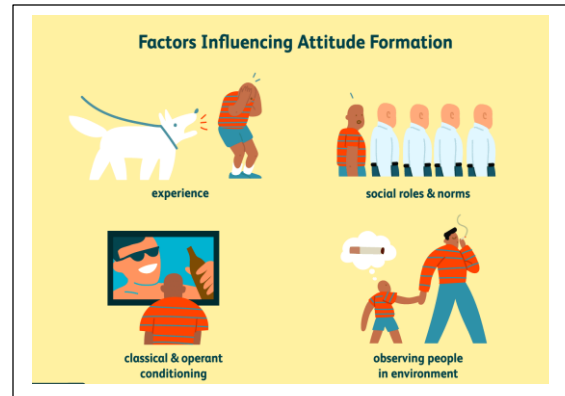 Factors Influencing Attitude Formation
experience
social roles & norms
classical & operant
conditioning
observing people
in environment